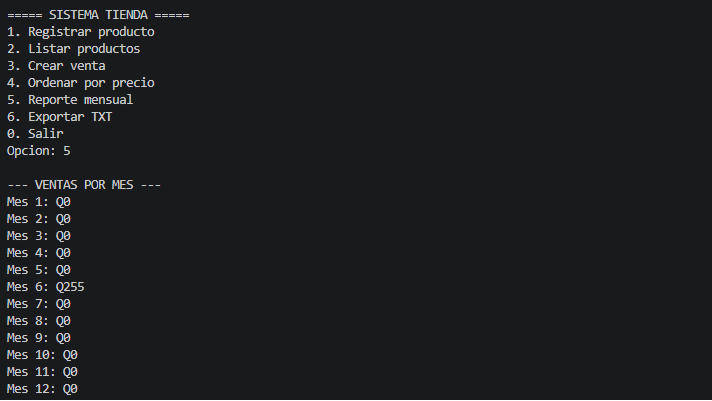 ===== SISTEMA TIENDA =====
1. Registrar producto
2. Listar productos
3. Crear venta
4. Ordenar por precio
5. Reporte mensual
6. Exportar TXT
0. Salir
Opcion: 5
--- VENTAS POR MES ---
Mes 1: Q0
Mes 2: Q0
Mes 3: Q0
Mes 4: Q0
Mes 5: Q0
Mes 6: Q255
Mes 7: Q0
Mes 8: Q0
Mes 9: Q0
Mes 10: Q0
Mes 11: Q0
Mes 12: Q0